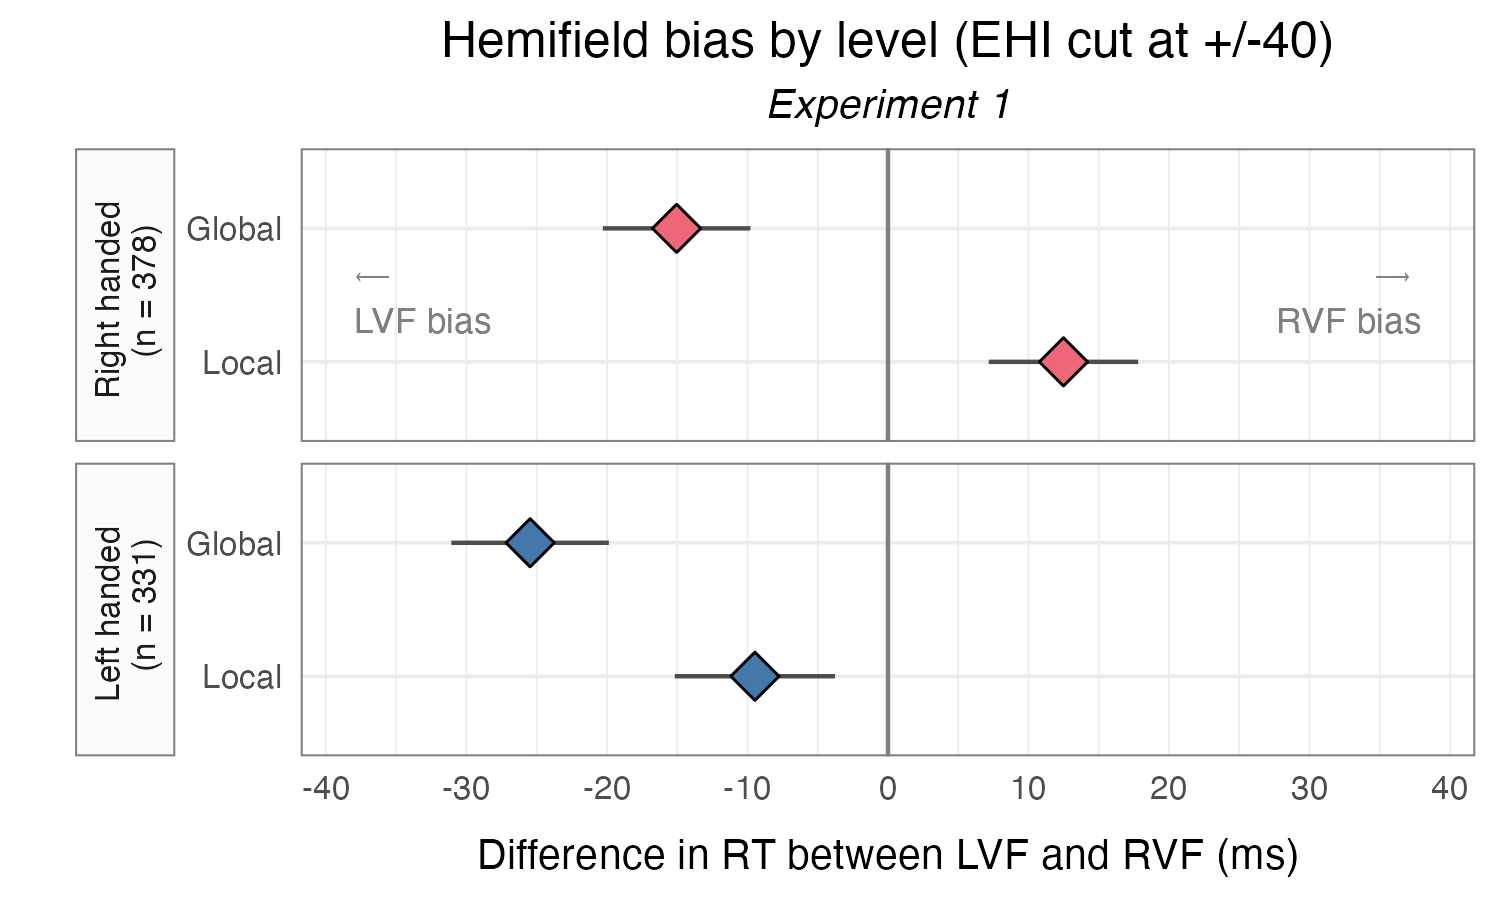 Hemifield bias by level (EHI cut at +/-40)
Experiment 1
Right handed
(n = 378)
Global
Local
←
LVF bias
→
RVF bias
Left handed
(n = 331)
Global
Local
-40 -30 -20 -10 0 10 20 30 40
Difference in RT between LVF and RVF (ms)